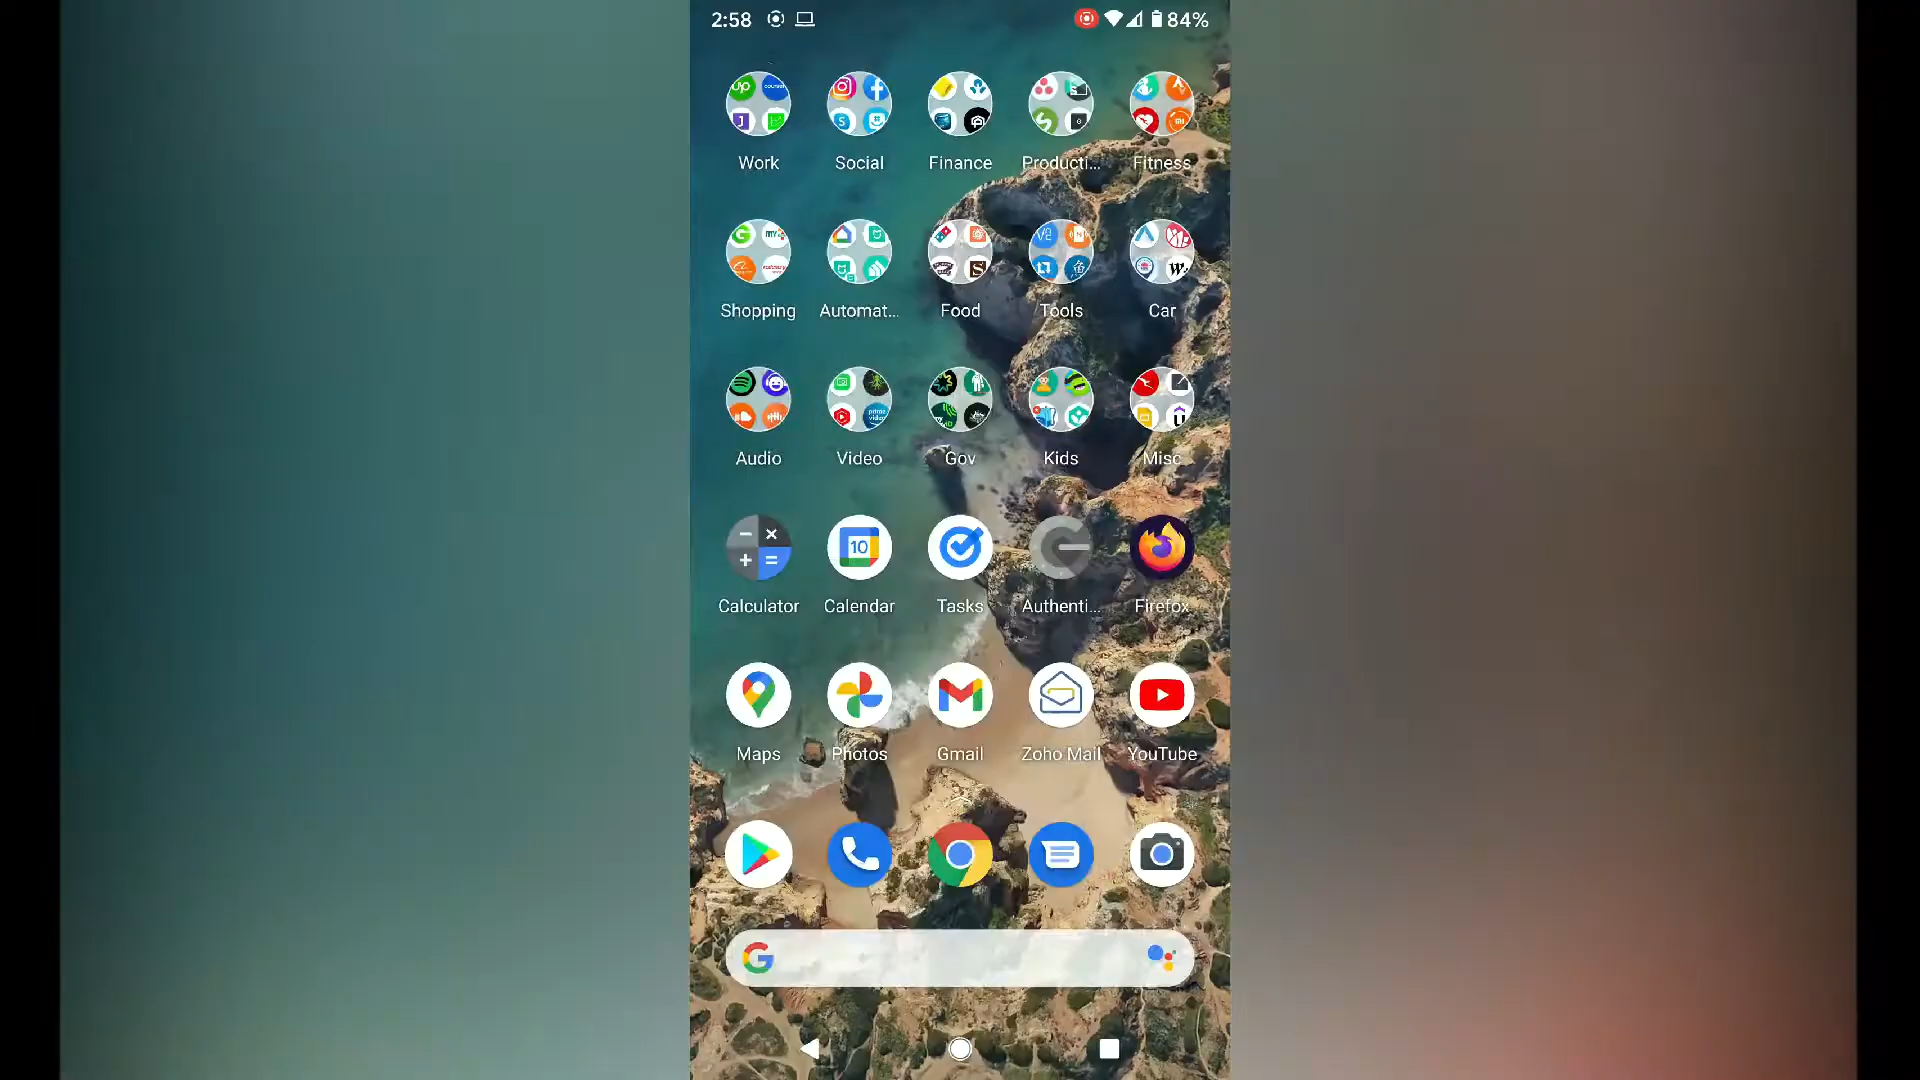 2:58 84%
Work Social Finance Producti... Fitness
Shopping Automat... Food Tools Car
Audio Video Gov Kids Misc
10
Calculator Calendar Tasks Authenti... Firefox
Maps Photos Gmail Zoho Mail YouTube